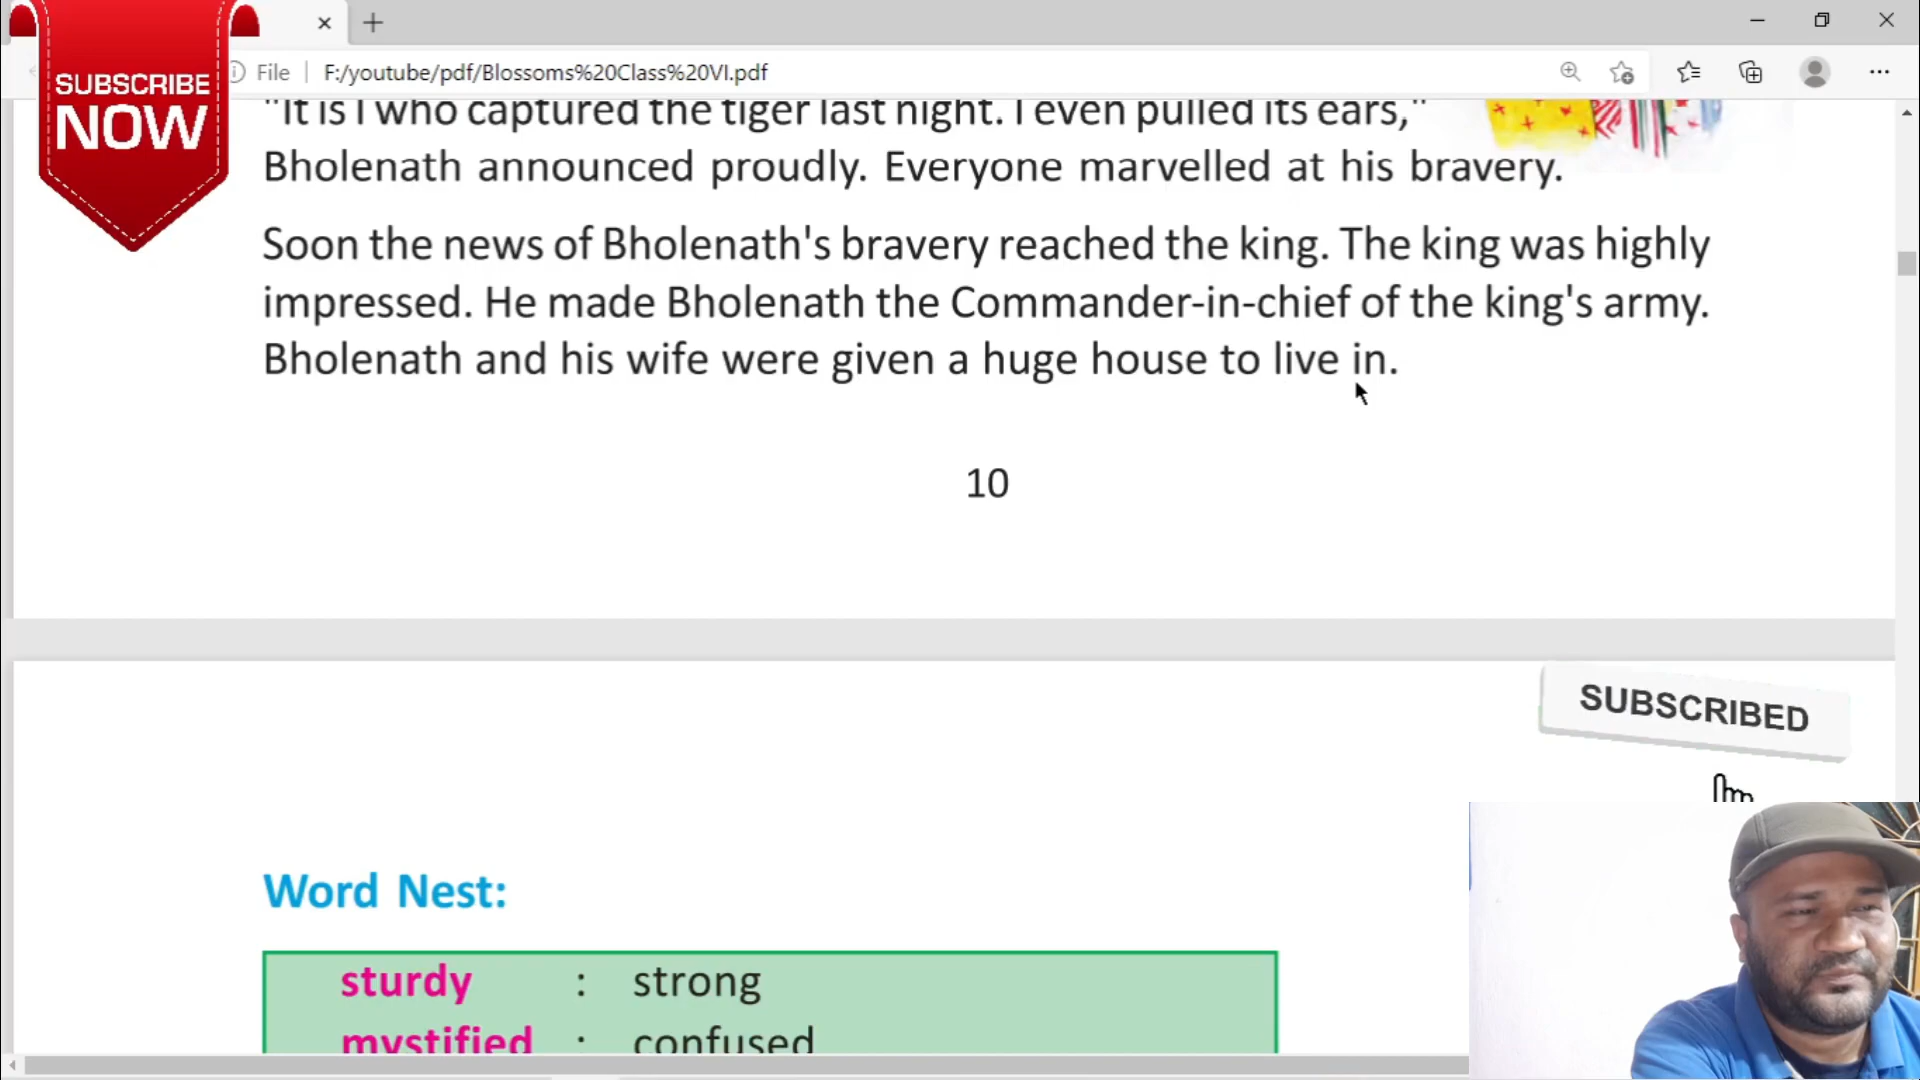 SUBSCRIBE
NOW
File
F:/youtube/pdf/Blossoms%20Class%20VI.pdf
"It is I who captured the tiger last night. I even pulled its ears,"
Bholenath announced proudly. Everyone marvelled at his bravery.
Soon the news of Bholenath's bravery reached the king. The king was highly
impressed. He made Bholenath the Commander-in-chief of the king's army.
Bholenath and his wife were given a huge house to live in.
10
SUBSCRIBED
Word Nest:
sturdy : strong
mystified : confused